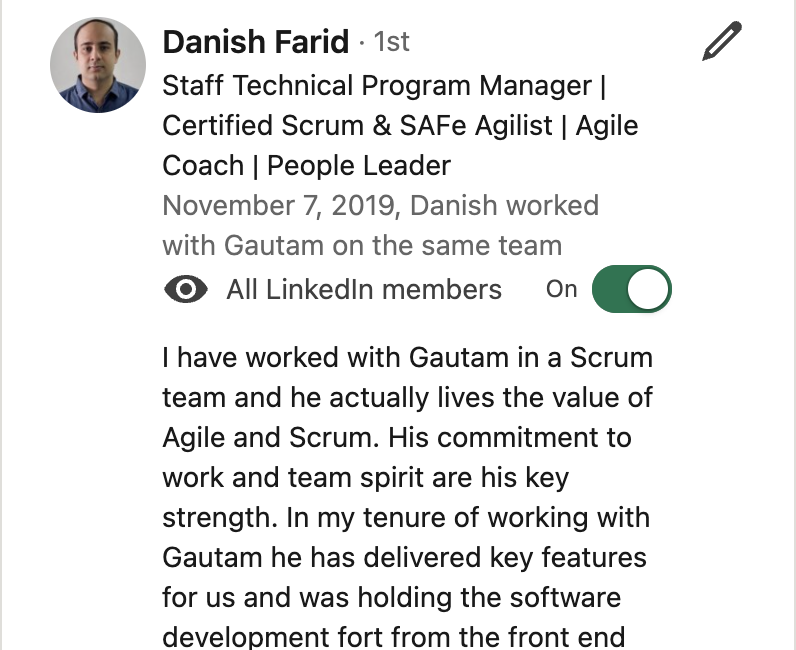 Danish Farid · 1st
Staff Technical Program Manager |
Certified Scrum & SAFe Agilist | Agile
Coach | People Leader
November 7, 2019, Danish worked
with Gautam on the same team
All LinkedIn members On
I have worked with Gautam in a Scrum
team and he actually lives the value of
Agile and Scrum. His commitment to
work and team spirit are his key
strength. In my tenure of working with
Gautam he has delivered key features
for us and was holding the software
development fort from the front end